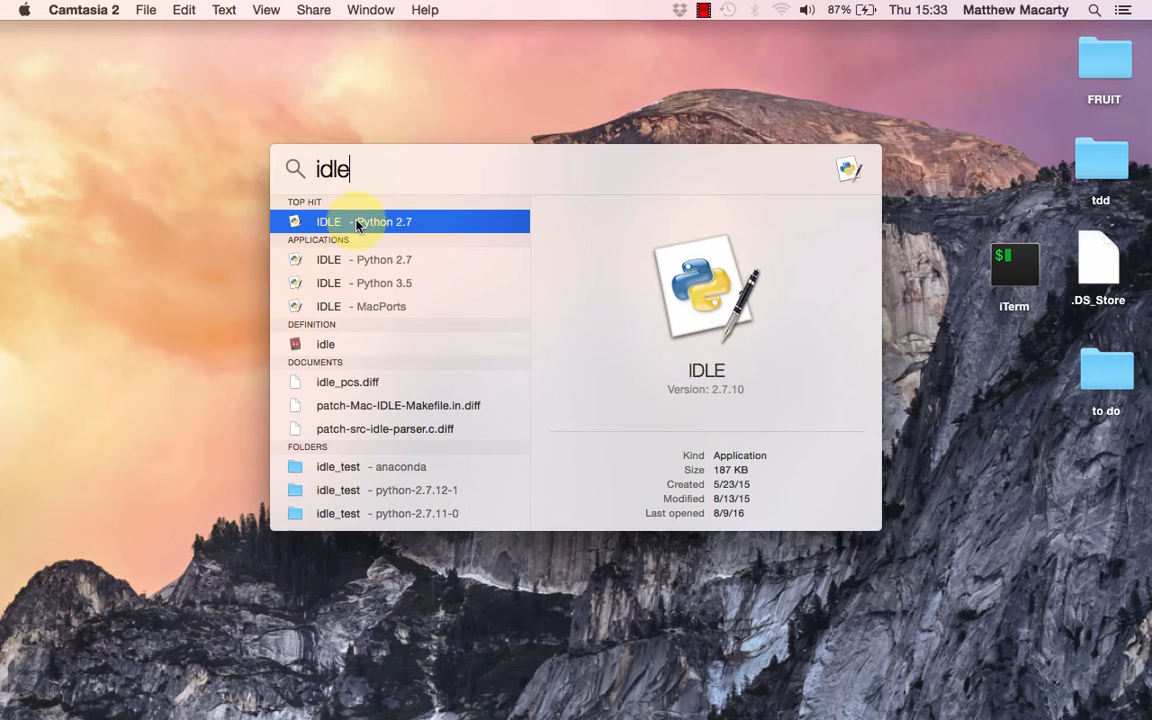 Camtasia 2 File Edit Text View Share Window Help 87% Thu 15:33 Matthew Macarty
FRUIT
idle
TOP HIT
IDLE - Python 2.7
APPLICATIONS
IDLE - Python 2.7
IDLE - Python 3.5
IDLE - MacPorts
DEFINITION
idle
DOCUMENTS
idle_pcs.diff
patch-Mac-IDLE-Makefile.in.diff
patch-src-idle-parser.c.diff
FOLDERS
idle_test - anaconda
idle_test - python-2.7.12-1
idle_test - python-2.7.11-0
IDLE
Version: 2.7.10
Kind Application
Size 187 KB
Created 5/23/15
Modified 8/13/15
Last opened 8/9/16
tdd
$
iTerm
.DS_Store
to do